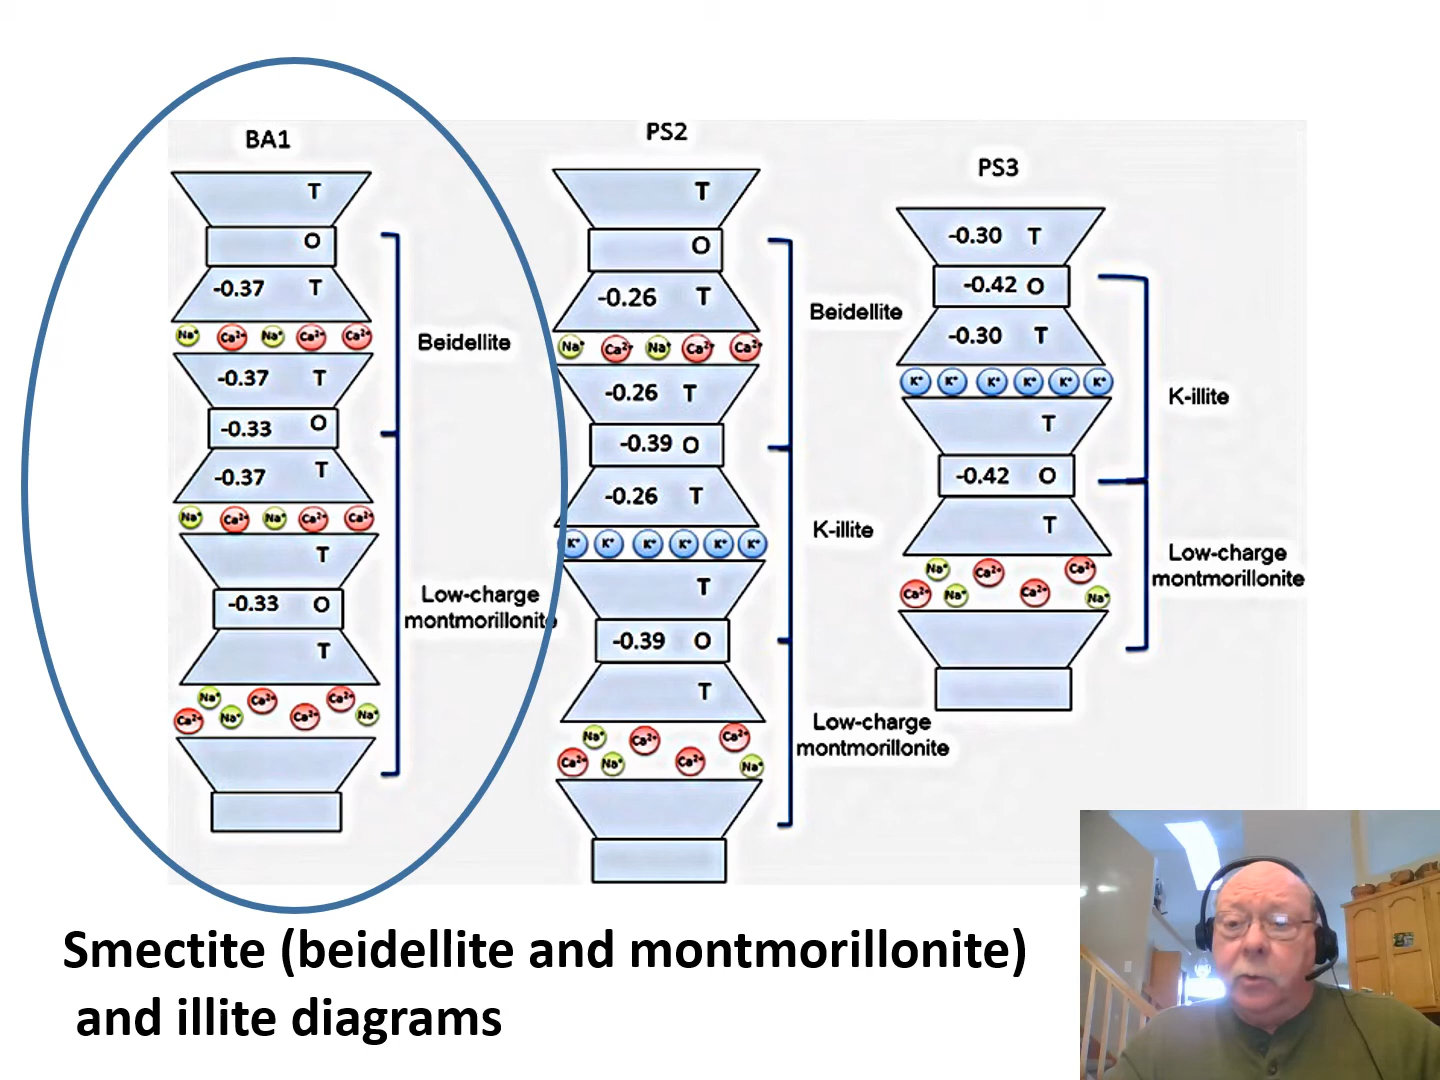 BA1
T
O
-0.37 T
Na⁺ Ca²⁺ Na⁺ Ca²⁺ Ca²⁺
-0.37 T
-0.33 O
-0.37 T
Na⁺ Ca²⁺ Na⁺ Ca²⁺ Ca²⁺
T
-0.33 O
T
Na⁺ Ca²⁺ Ca²⁺
Ca²⁺ Na⁺ Ca²⁺ Na⁺
Beidellite
Low-charge
montmorillonite
PS2
T
O
-0.26 T
Na⁺ Ca²⁺ Na⁺ Ca²⁺ Ca²⁺
-0.26 T
-0.39 O
-0.26 T
K⁺ K⁺ K⁺ K⁺ K⁺ K⁺
T
-0.39 O
T
Na⁺ Ca²⁺ Ca²⁺
Ca²⁺ Na⁺ Ca²⁺ Na⁺
Beidellite
K-illite
Low-charge
montmorillonite
PS3
-0.30 T
-0.42 O
-0.30 T
K⁺ K⁺ K⁺ K⁺ K⁺ K⁺
T
-0.42 O
T
Na⁺ Ca²⁺ Ca²⁺
Ca²⁺ Na⁺ Ca²⁺ Na⁺
K-illite
Low-charge
montmorillonite
Smectite (beidellite and montmorillonite)
and illite diagrams